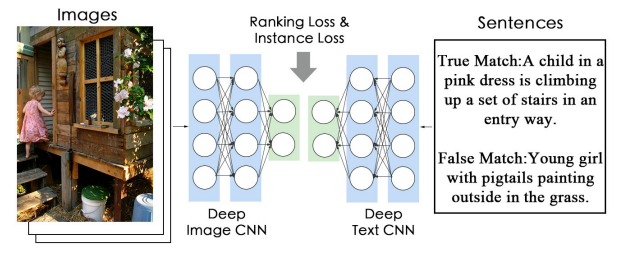 Images
Ranking Loss &
Instance Loss
Sentences
True Match:A child in a
pink dress is climbing
up a set of stairs in an
entry way.
False Match:Young girl
with pigtails painting
outside in the grass.
Deep
Image CNN
Deep
Text CNN